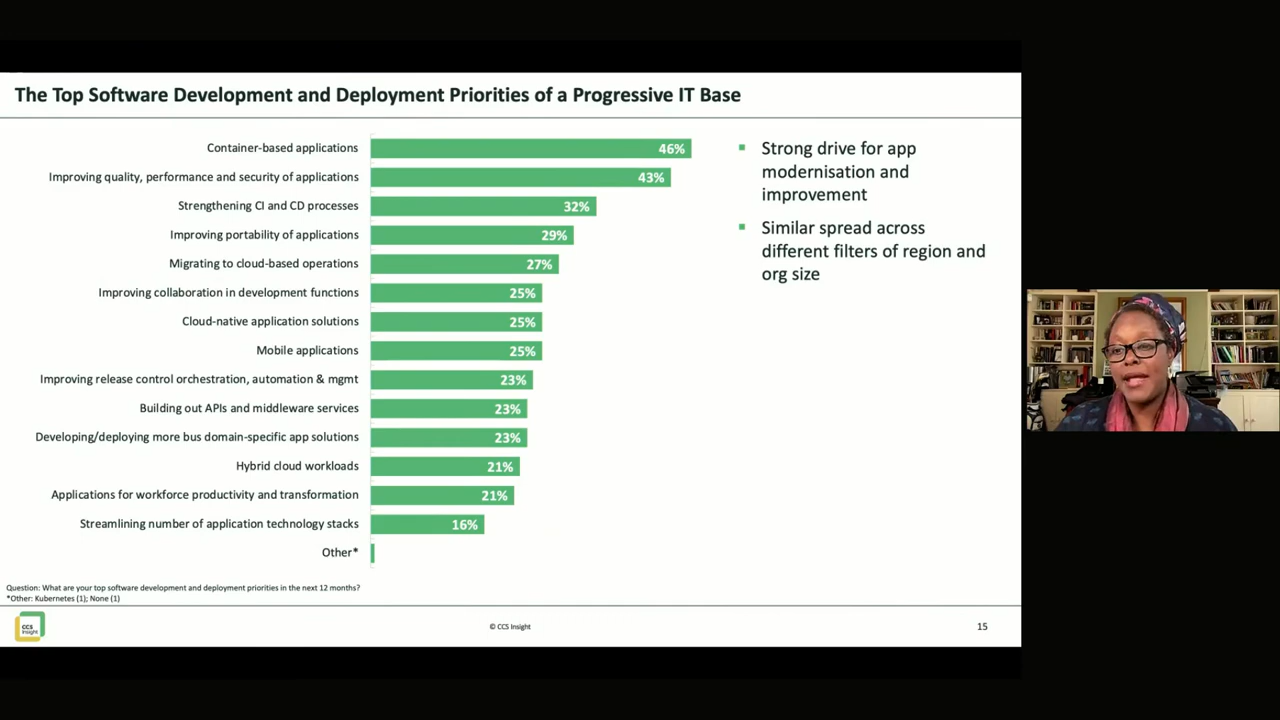 The Top Software Development and Deployment Priorities of a Progressive IT Base
Container-based applications 46%
Improving quality, performance and security of applications 43%
Strengthening CI and CD processes 32%
Improving portability of applications 29%
Migrating to cloud-based operations 27%
Improving collaboration in development functions 25%
Cloud-native application solutions 25%
Mobile applications 25%
Improving release control orchestration, automation & mgmt 23%
Building out APIs and middleware services 23%
Developing/deploying more bus domain-specific app solutions 23%
Hybrid cloud workloads 21%
Applications for workforce productivity and transformation 21%
Streamlining number of application technology stacks 16%
Other*
▪ Strong drive for app
modernisation and
improvement
▪ Similar spread across
different filters of region and
org size
Question: What are your top software development and deployment priorities in the next 12 months?
*Other: Kubernetes (1); None (1)
CCS
Insight
© CCS Insight
15